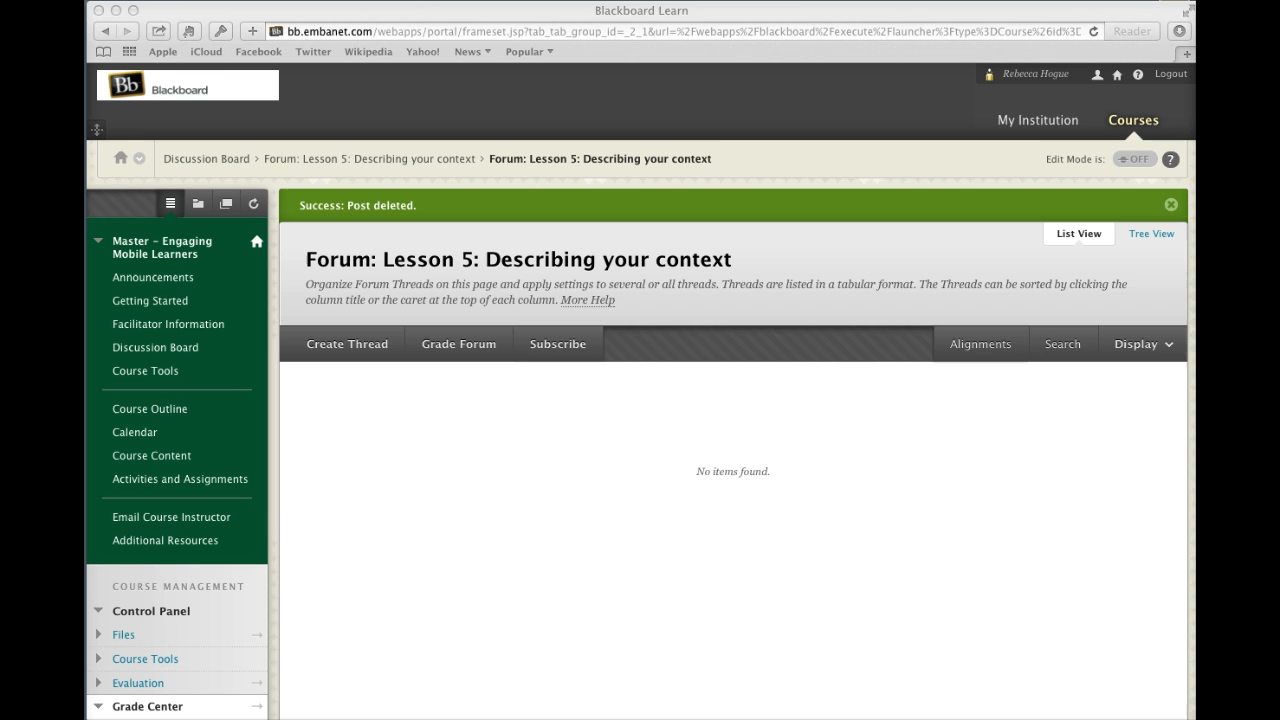 Blackboard Learn
bb.embanet.com/webapps/portal/frameset.jsp?tab_tab_group_id=_2_1&url=%2Fwebapps%2Fblackboard%2Fexecute%2Flauncher%3Ftype%3DCourse%26id%3D
Reader
Apple iCloud Facebook Twitter Wikipedia Yahoo! News Popular
Bb Blackboard
Rebecca Hogue Logout
My Institution Courses
Discussion Board > Forum: Lesson 5: Describing your context > Forum: Lesson 5: Describing your context
Edit Mode is: OFF ?
Success: Post deleted.
List View Tree View
Forum: Lesson 5: Describing your context
Organize Forum Threads on this page and apply settings to several or all threads. Threads are listed in a tabular format. The Threads can be sorted by clicking the
column title or the caret at the top of each column. More Help
Create Thread Grade Forum Subscribe Alignments Search Display
No items found.
Master - Engaging
Mobile Learners
Announcements
Getting Started
Facilitator Information
Discussion Board
Course Tools
Course Outline
Calendar
Course Content
Activities and Assignments
Email Course Instructor
Additional Resources
COURSE MANAGEMENT
Control Panel
Files
Course Tools
Evaluation
Grade Center